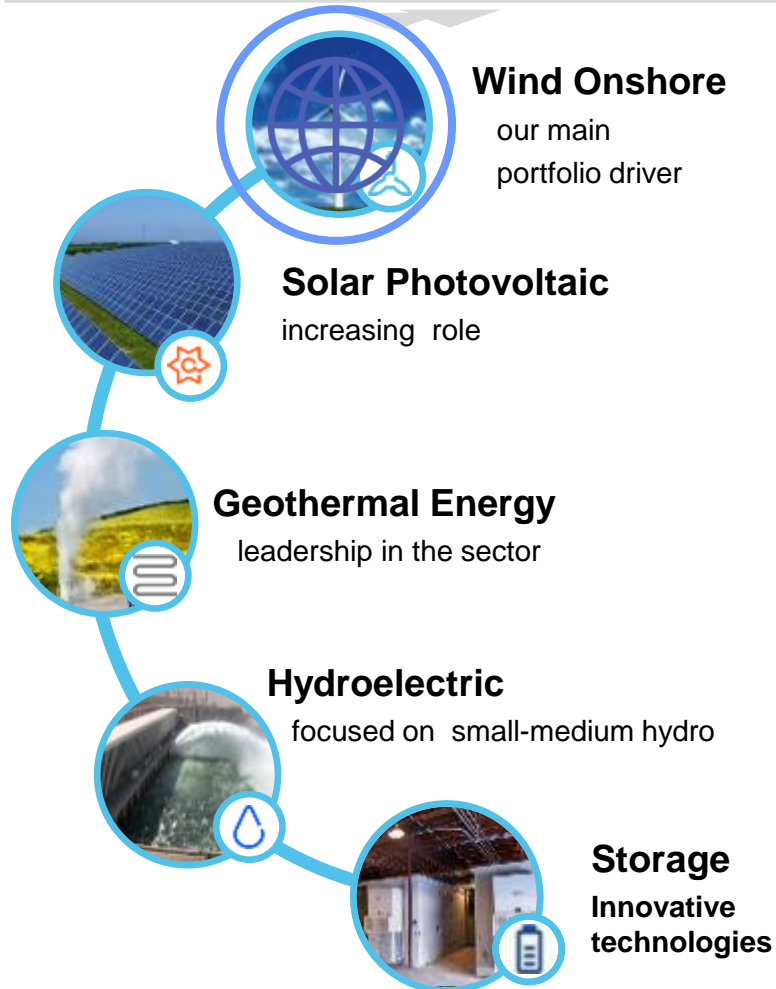 Wind Onshore
our main
portfolio driver
Solar Photovoltaic
increasing role
Geothermal Energy
leadership in the sector
Hydroelectric
focused on small-medium hydro
Storage
Innovative
technologies